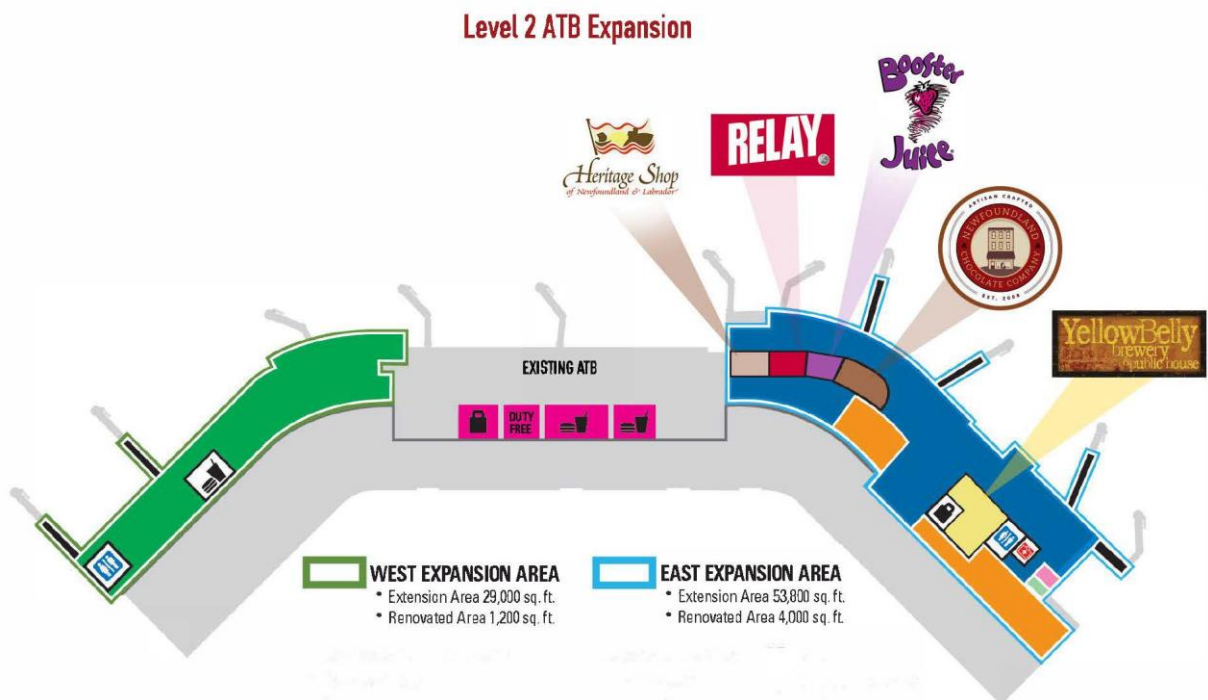 Level 2 ATB Expansion
Booster
Juice
RELAY
Heritage Shop
of Newfoundland & Labrador
ARTISAN CRAFTED
NEWFOUNDLAND
CHOCOLATE COMPANY
EST. 2008
YellowBelly
brewery
public house
EXISTING ATB
DUTY
FREE
WEST EXPANSION AREA
* Extension Area 29,000 sq. ft.
* Renovated Area 1,200 sq. ft.
EAST EXPANSION AREA
* Extension Area 53,800 sq. ft.
* Renovated Area 4,000 sq. ft.